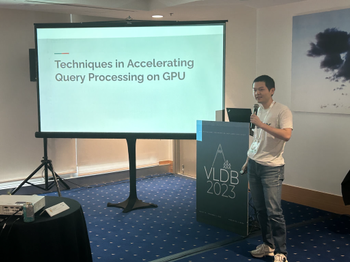 Techniques in Accelerating
Query Processing on GPU
VLDB
2023